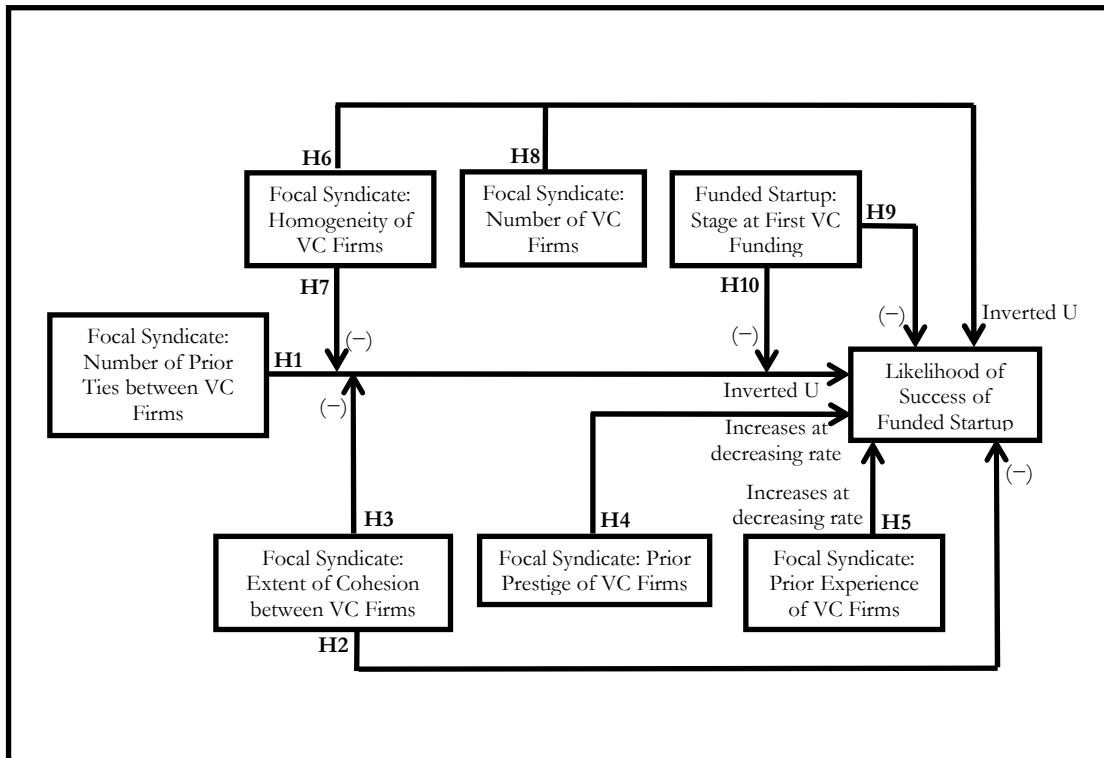 H6
H8
Focal Syndicate:
Homogeneity of
VC Firms
Focal Syndicate:
Number of VC
Firms
Funded Startup:
Stage at First VC
Funding
H9
H7
H10
Inverted U
(−)
(−)
(−)
Focal Syndicate:
Number of Prior
Ties between VC
Firms
H1
Inverted U
Likelihood of
Success of
Funded Startup
(−)
Increases at
decreasing rate
(−)
Increases at
decreasing rate
H3
H4
H5
Focal Syndicate:
Extent of Cohesion
between VC Firms
Focal Syndicate: Prior
Prestige of VC Firms
Focal Syndicate:
Prior Experience
of VC Firms
H2